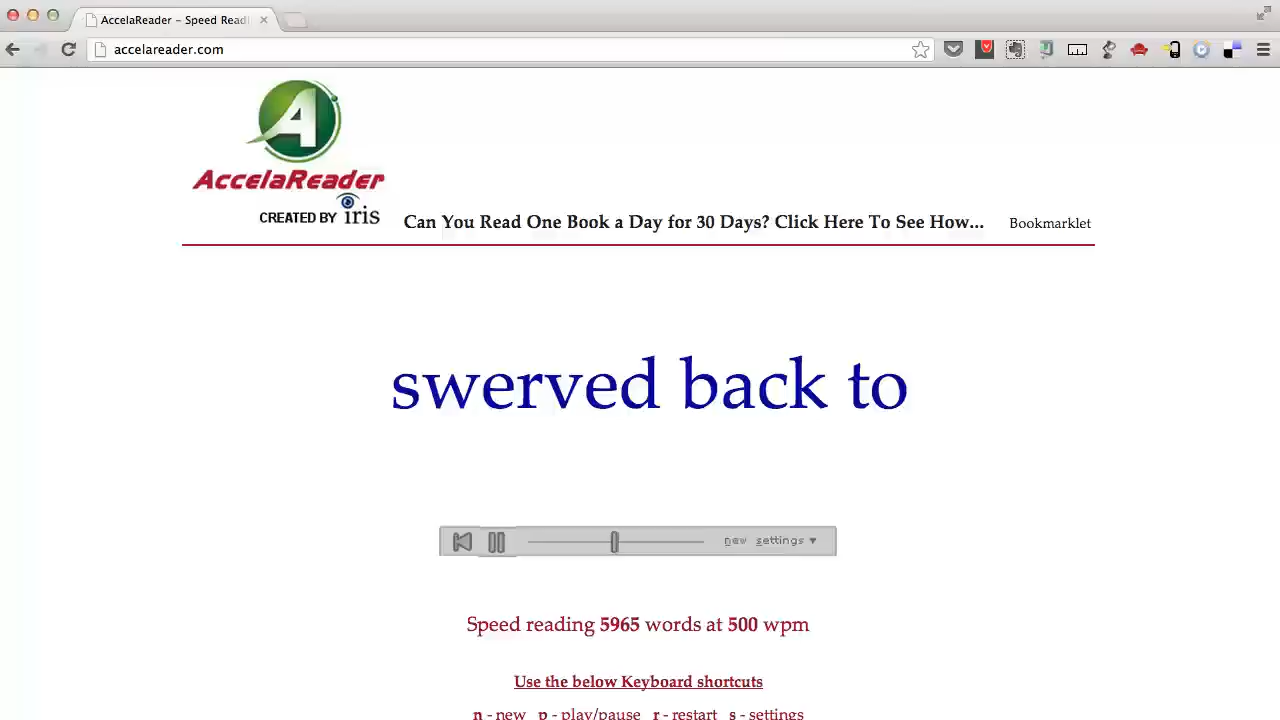 AccelaReader – Speed Readi
accelareader.com
A
AccelaReader
CREATED BY iris
Can You Read One Book a Day for 30 Days? Click Here To See How... Bookmarklet
swerved back to
new settings ▼
Speed reading 5965 words at 500 wpm
Use the below Keyboard shortcuts
n - new p - play/pause r - restart s - settings